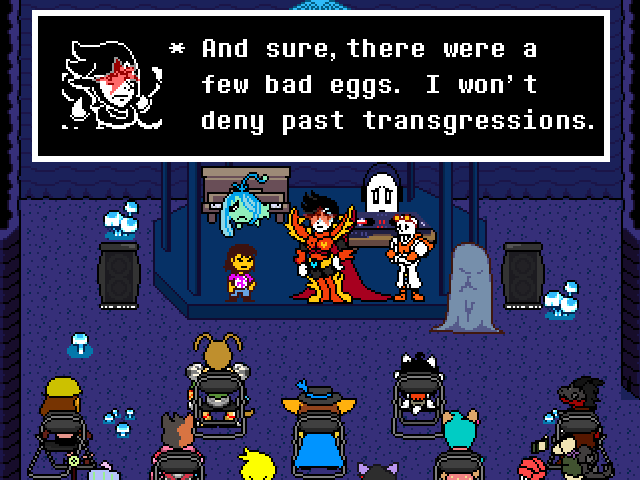 * And sure, there were a
few bad eggs. I won't
deny past transgressions.